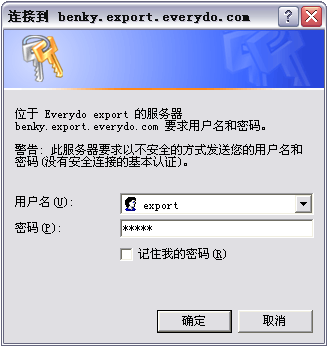 连接到 benky.export.everydo.com
位于 Everydo export 的服务器
benky.export.everydo.com 要求用户名和密码。
警告: 此服务器要求以不安全的方式发送您的用户名和
密码(没有安全连接的基本认证)。
用户名(U): export
密码(P): *****
记住我的密码(R)
确定 取消